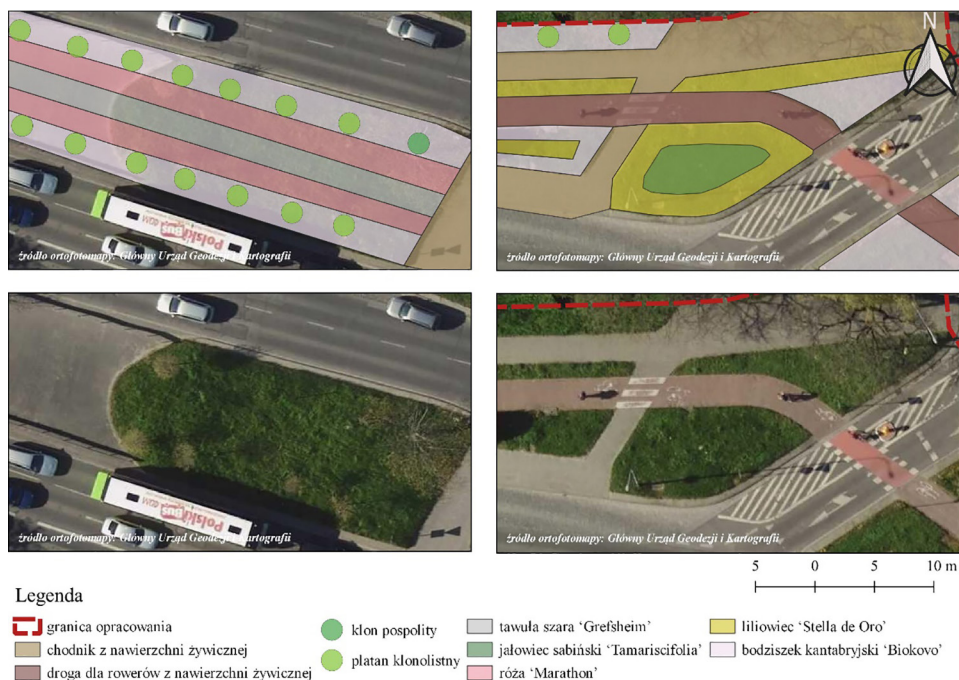 N
źródło ortofotomapy: Główny Urząd Geodezji i Kartografii
źródło ortofotomapy: Główny Urząd Geodezji i Kartografii
źródło ortofotomapy: Główny Urząd Geodezji i Kartografii
źródło ortofotomapy: Główny Urząd Geodezji i Kartografii
5 0 5 10 m
Legenda
granica opracowania
chodnik z nawierzchni żywicznej
droga dla rowerów z nawierzchni żywicznej
klon pospolity
platan klonolistny
tawuła szara ‘Grefsheim’
jałowiec sabiński ‘Tamariscifolia’
róża ‘Marathon’
liliowiec ‘Stella de Oro’
bodziszek kantabryjski ‘Biokovo’